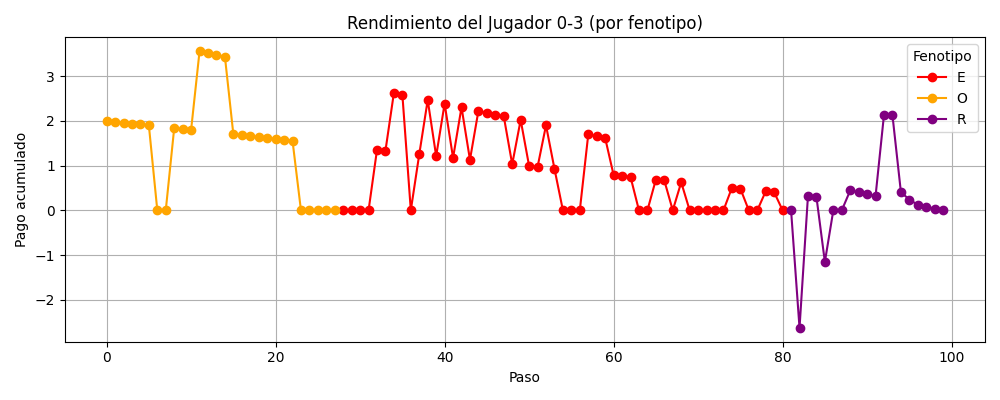 Rendimiento del Jugador 0-3 (por fenotipo)
Pago acumulado
3
2
1
0
−1
−2
0
20
40
60
80
100
Paso
Fenotipo
E
O
R